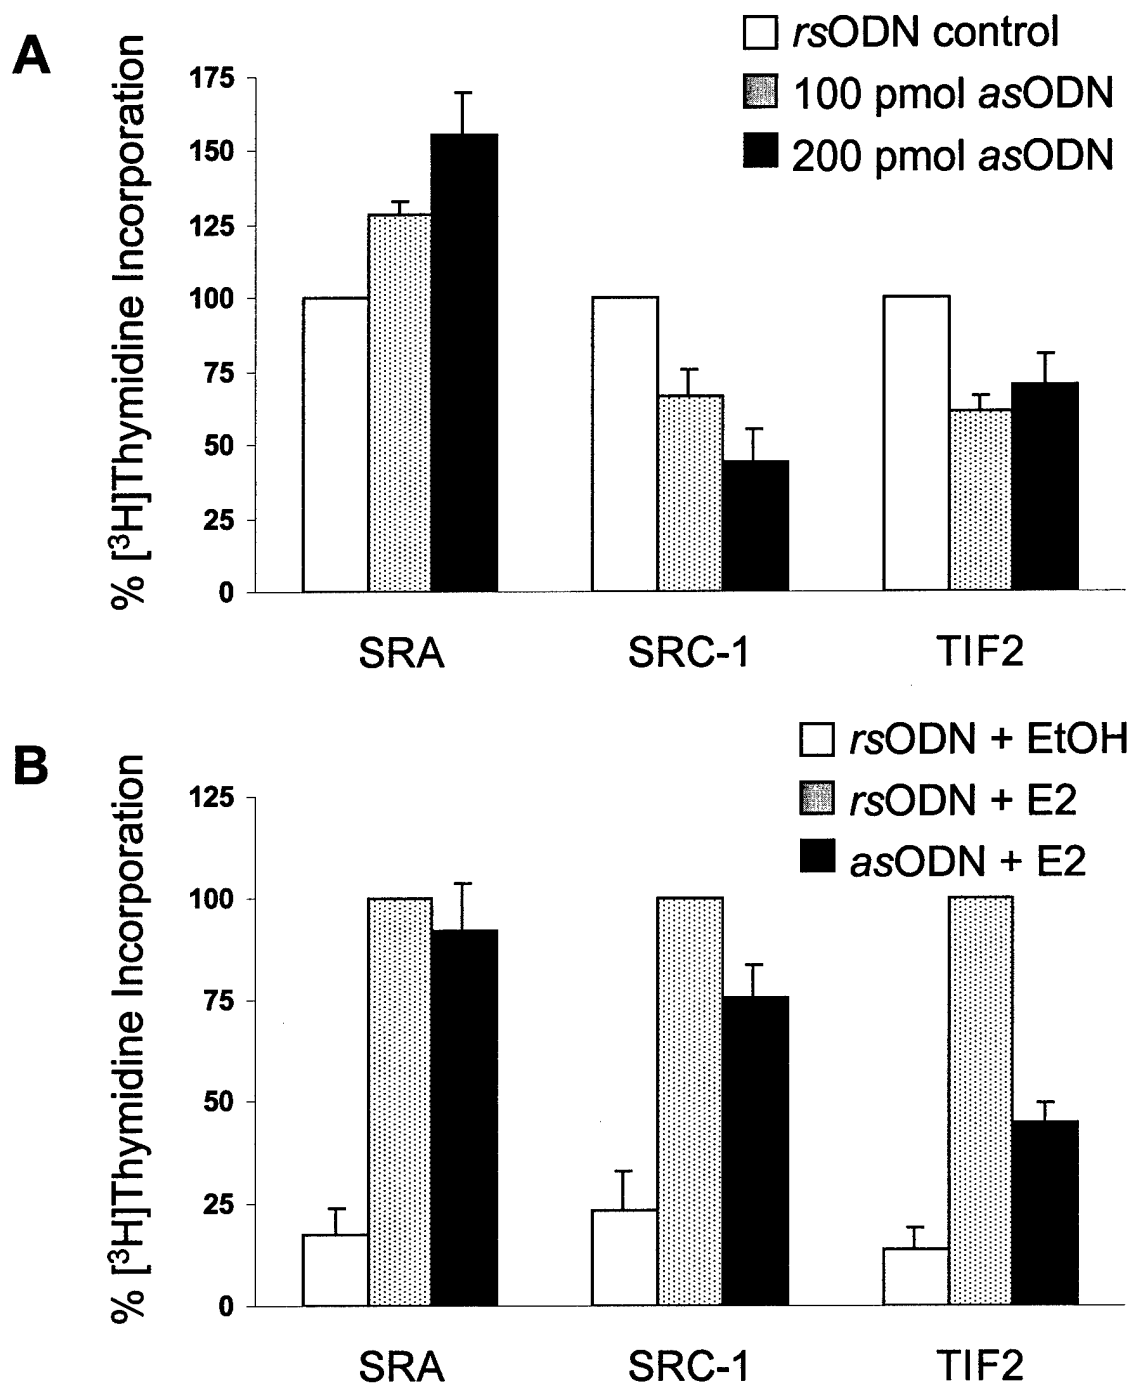 A
rsODN control
100 pmol asODN
200 pmol asODN
% [³H]Thymidine Incorporation
175
150
125
100
75
50
25
0
SRA SRC-1 TIF2
B
rsODN + EtOH
rsODN + E2
asODN + E2
% [³H]Thymidine Incorporation
125
100
75
50
25
0
SRA SRC-1 TIF2